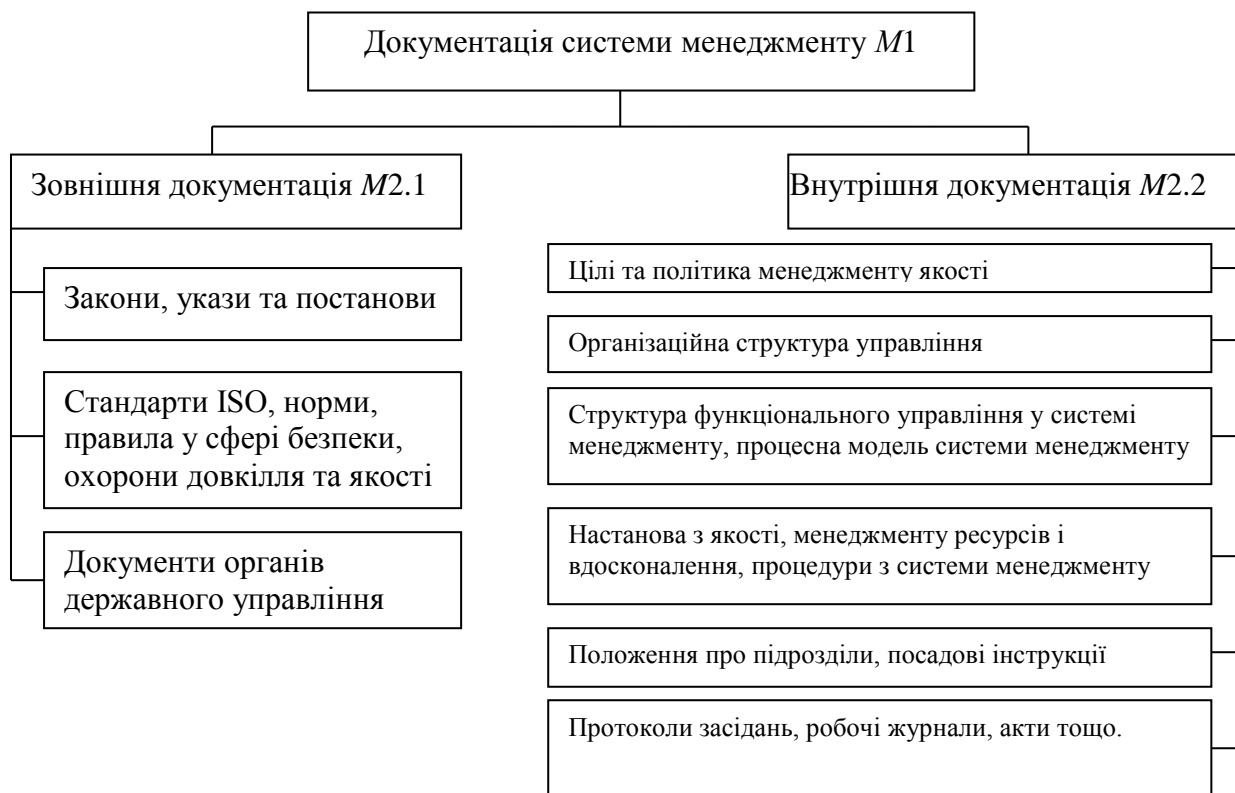 Документація системи менеджменту М1
Зовнішня документація М2.1
Закони, укази та постанови
Стандарти ISO, норми,
правила у сфері безпеки,
охорони довкілля та якості
Документи органів
державного управління
Внутрішня документація М2.2
Цілі та політика менеджменту якості
Організаційна структура управління
Структура функціонального управління у системі
менеджменту, процесна модель системи менеджменту
Настанова з якості, менеджменту ресурсів і
вдосконалення, процедури з системи менеджменту
Положення про підрозділи, посадові інструкції
Протоколи засідань, робочі журнали, акти тощо.